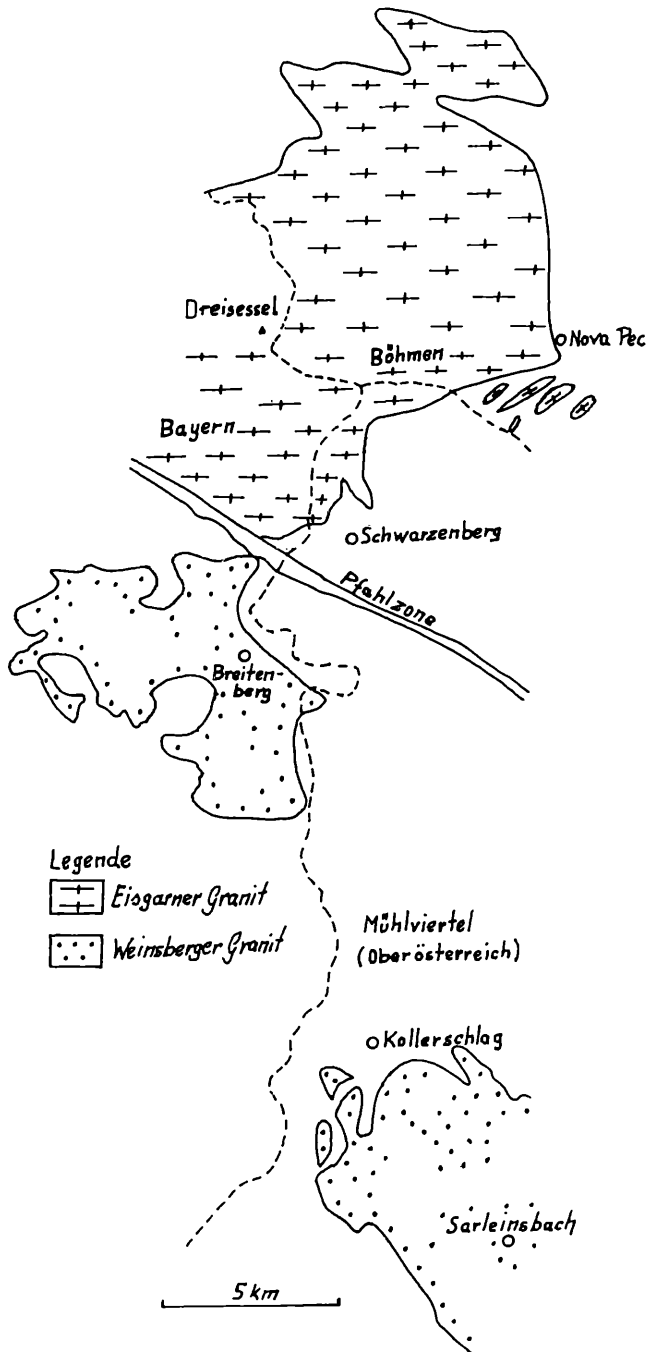 Dreisessel
Nova Pec
Böhmen
Bayern
Schwarzenberg
Pfahlzone
Breiten-
berg
Legende
Eisgarner Granit
Weinsberger Granit
Mühlviertel
(Oberösterreich)
Kollerschlag
Sarleinsbach
5 km